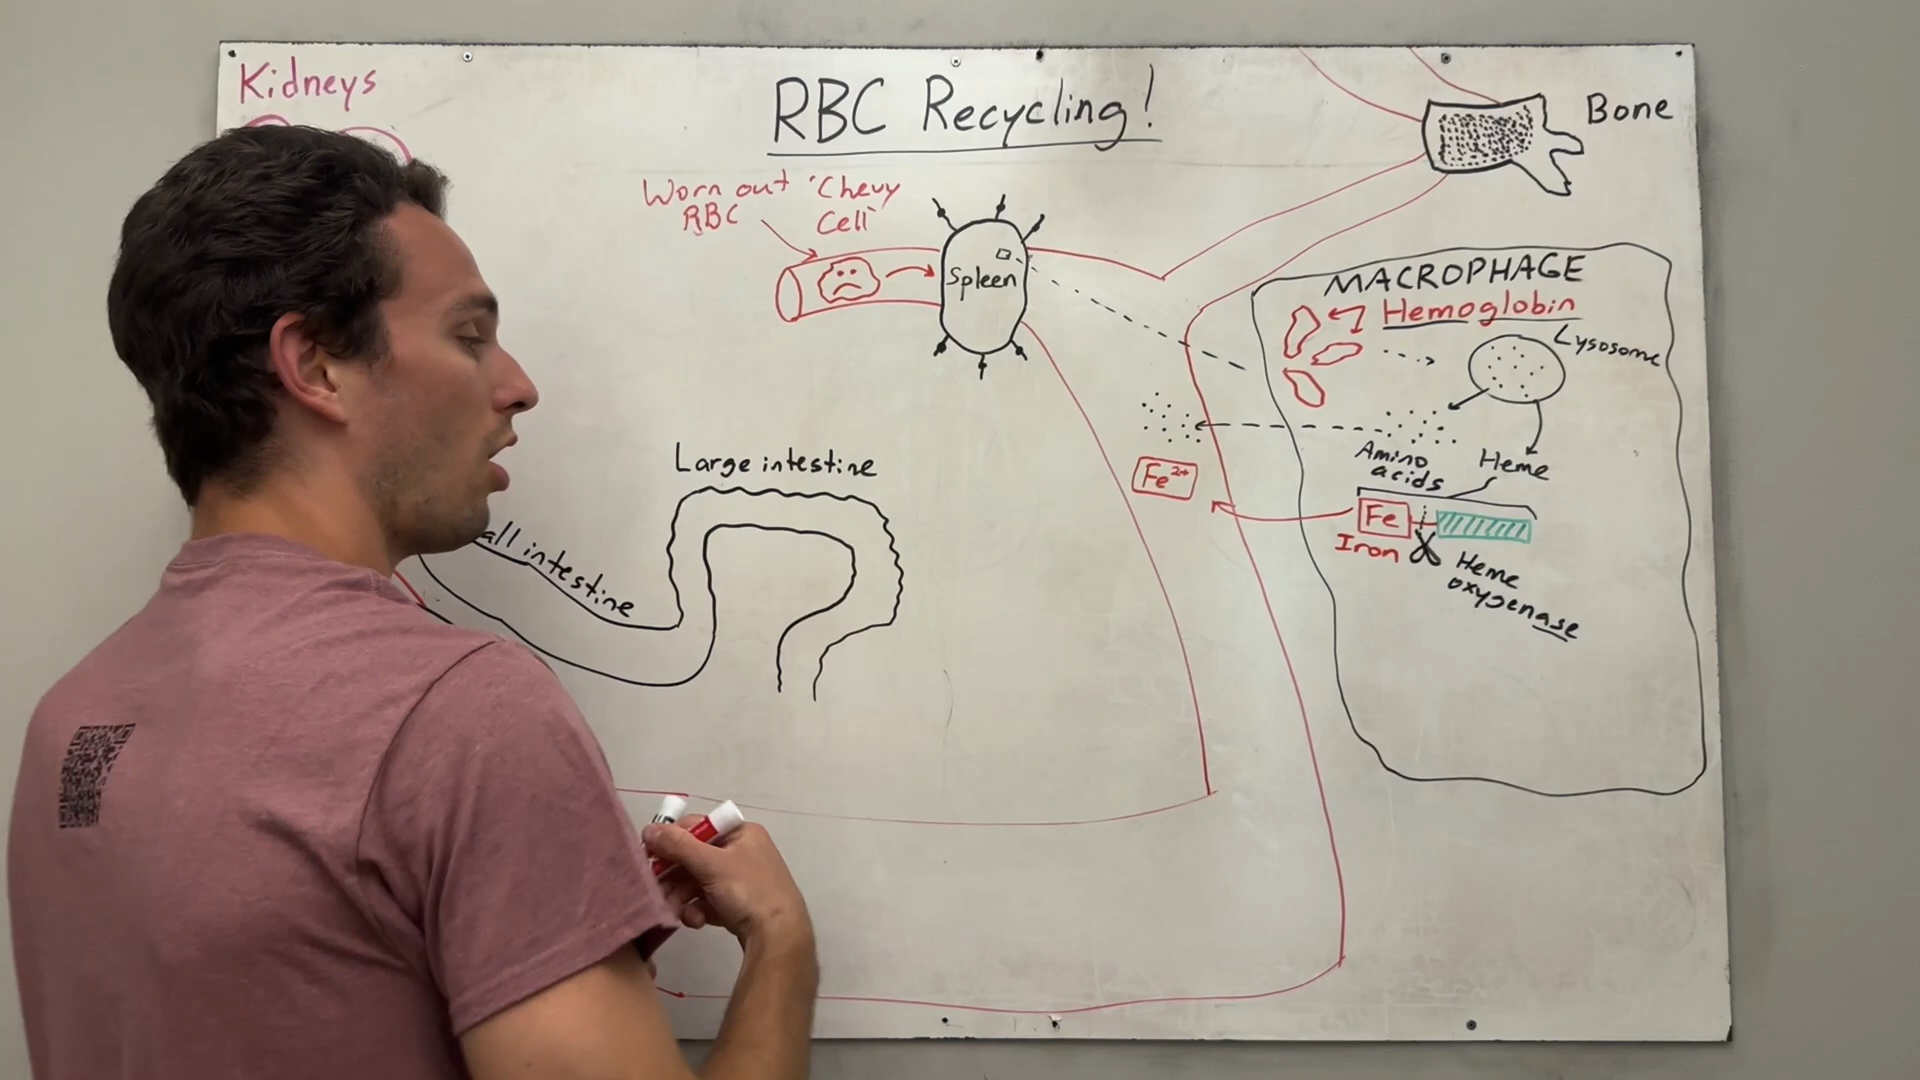 Kidneys
RBC Recycling!
Bone
Worn out 'Chevy
RBC Cell'
Spleen
MACROPHAGE
Hemoglobin
Lysosome
Amino
acids
Heme
Fe²⁺
Fe
Iron
Heme
oxygenase
Large intestine
all intestine